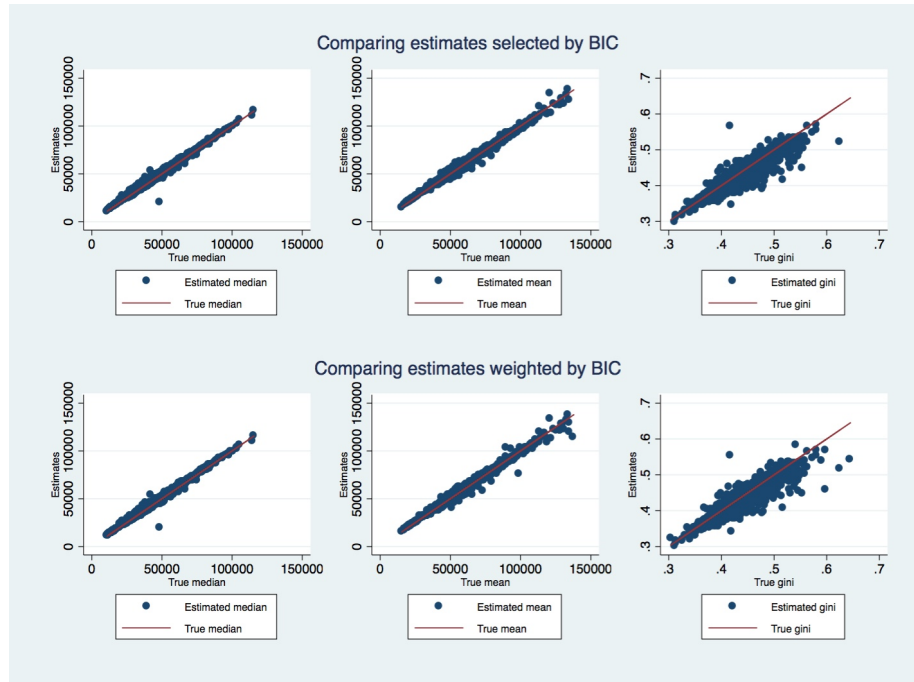 Comparing estimates selected by BIC
Estimates
0 50000 100000 150000
0 50000 100000 150000
True median
Estimated median
True median
Estimates
0 50000 100000 150000
0 50000 100000 150000
True mean
Estimated mean
True mean
Estimates
.3 .4 .5 .6 .7
.3 .4 .5 .6 .7
True gini
Estimated gini
True gini
Comparing estimates weighted by BIC
Estimates
0 50000 100000 150000
0 50000 100000 150000
True median
Estimated median
True median
Estimates
0 50000 100000 150000
0 50000 100000 150000
True mean
Estimated mean
True mean
Estimates
.3 .4 .5 .6 .7
.3 .4 .5 .6 .7
True gini
Estimated gini
True gini